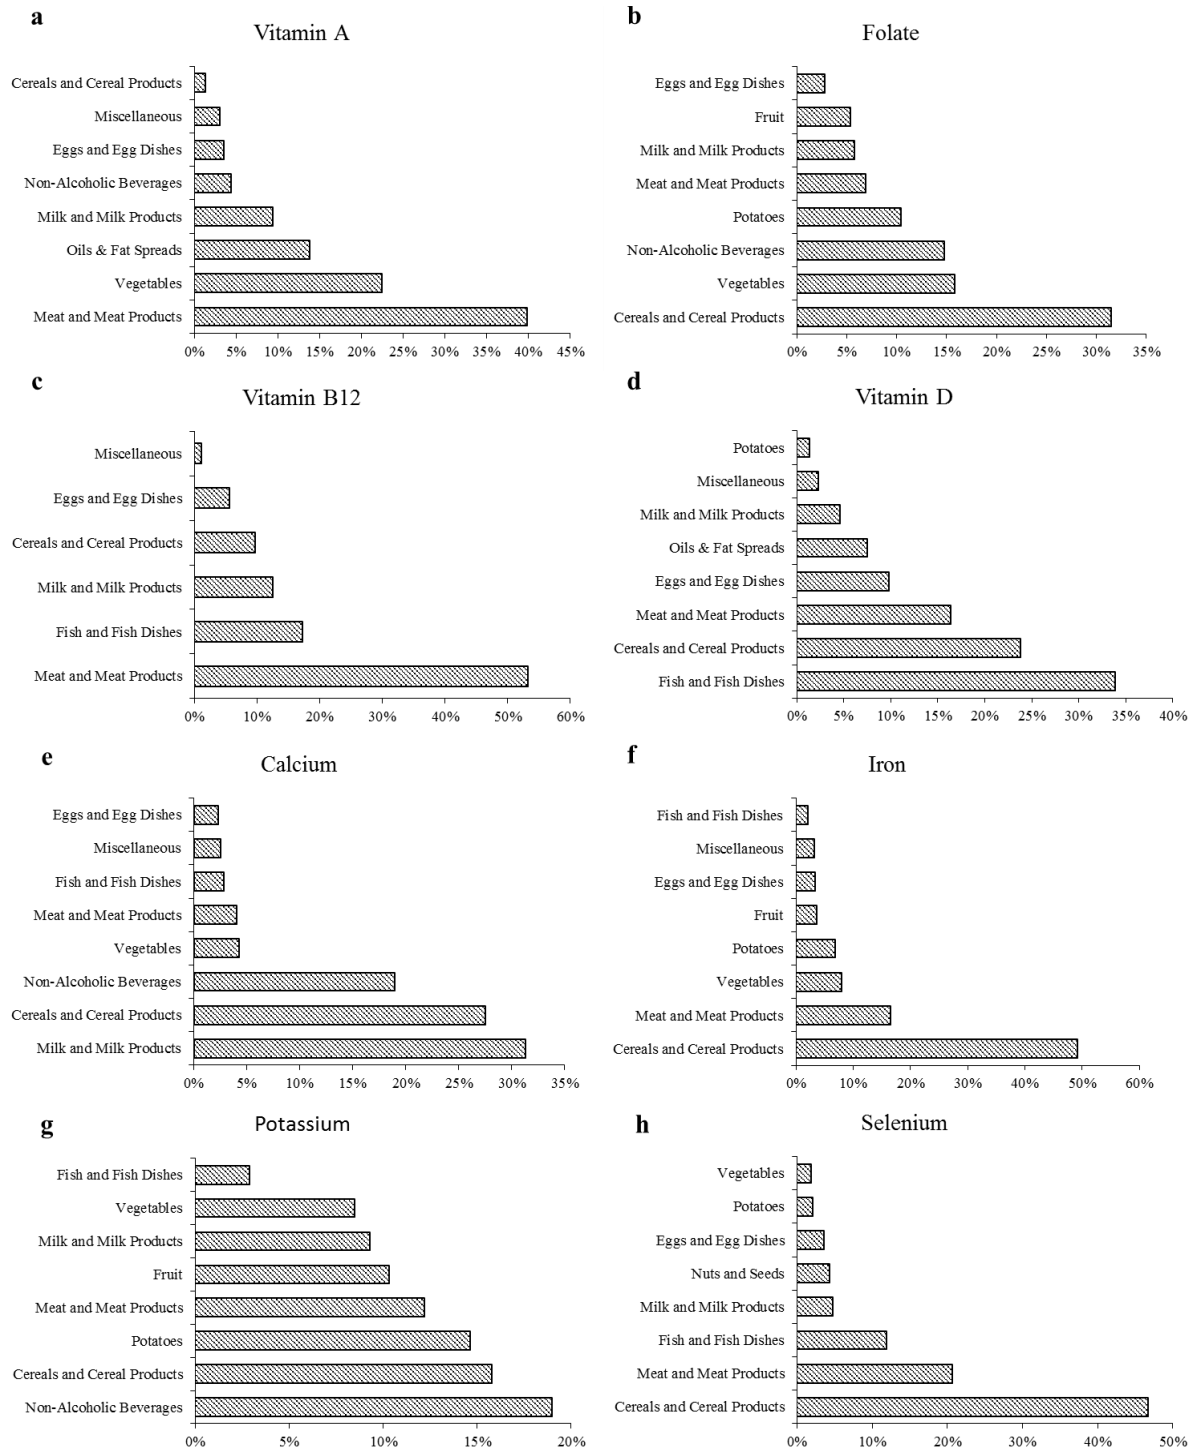 a
Vitamin A
Cereals and Cereal Products
Miscellaneous
Eggs and Egg Dishes
Non-Alcoholic Beverages
Milk and Milk Products
Oils & Fat Spreads
Vegetables
Meat and Meat Products
0% 5% 10% 15% 20% 25% 30% 35% 40% 45%
b
Folate
Eggs and Egg Dishes
Fruit
Milk and Milk Products
Meat and Meat Products
Potatoes
Non-Alcoholic Beverages
Vegetables
Cereals and Cereal Products
0% 5% 10% 15% 20% 25% 30% 35%
c
Vitamin B12
Miscellaneous
Eggs and Egg Dishes
Cereals and Cereal Products
Milk and Milk Products
Fish and Fish Dishes
Meat and Meat Products
0% 10% 20% 30% 40% 50% 60%
d
Vitamin D
Potatoes
Miscellaneous
Milk and Milk Products
Oils & Fat Spreads
Eggs and Egg Dishes
Meat and Meat Products
Cereals and Cereal Products
Fish and Fish Dishes
0% 5% 10% 15% 20% 25% 30% 35% 40%
e
Calcium
Eggs and Egg Dishes
Miscellaneous
Fish and Fish Dishes
Meat and Meat Products
Vegetables
Non-Alcoholic Beverages
Cereals and Cereal Products
Milk and Milk Products
0% 5% 10% 15% 20% 25% 30% 35%
f
Iron
Fish and Fish Dishes
Miscellaneous
Eggs and Egg Dishes
Fruit
Potatoes
Vegetables
Meat and Meat Products
Cereals and Cereal Products
0% 10% 20% 30% 40% 50% 60%
g
Potassium
Fish and Fish Dishes
Vegetables
Milk and Milk Products
Fruit
Meat and Meat Products
Potatoes
Cereals and Cereal Products
Non-Alcoholic Beverages
0% 5% 10% 15% 20%
h
Selenium
Vegetables
Potatoes
Eggs and Egg Dishes
Nuts and Seeds
Milk and Milk Products
Fish and Fish Dishes
Meat and Meat Products
Cereals and Cereal Products
0% 10% 20% 30% 40% 50%